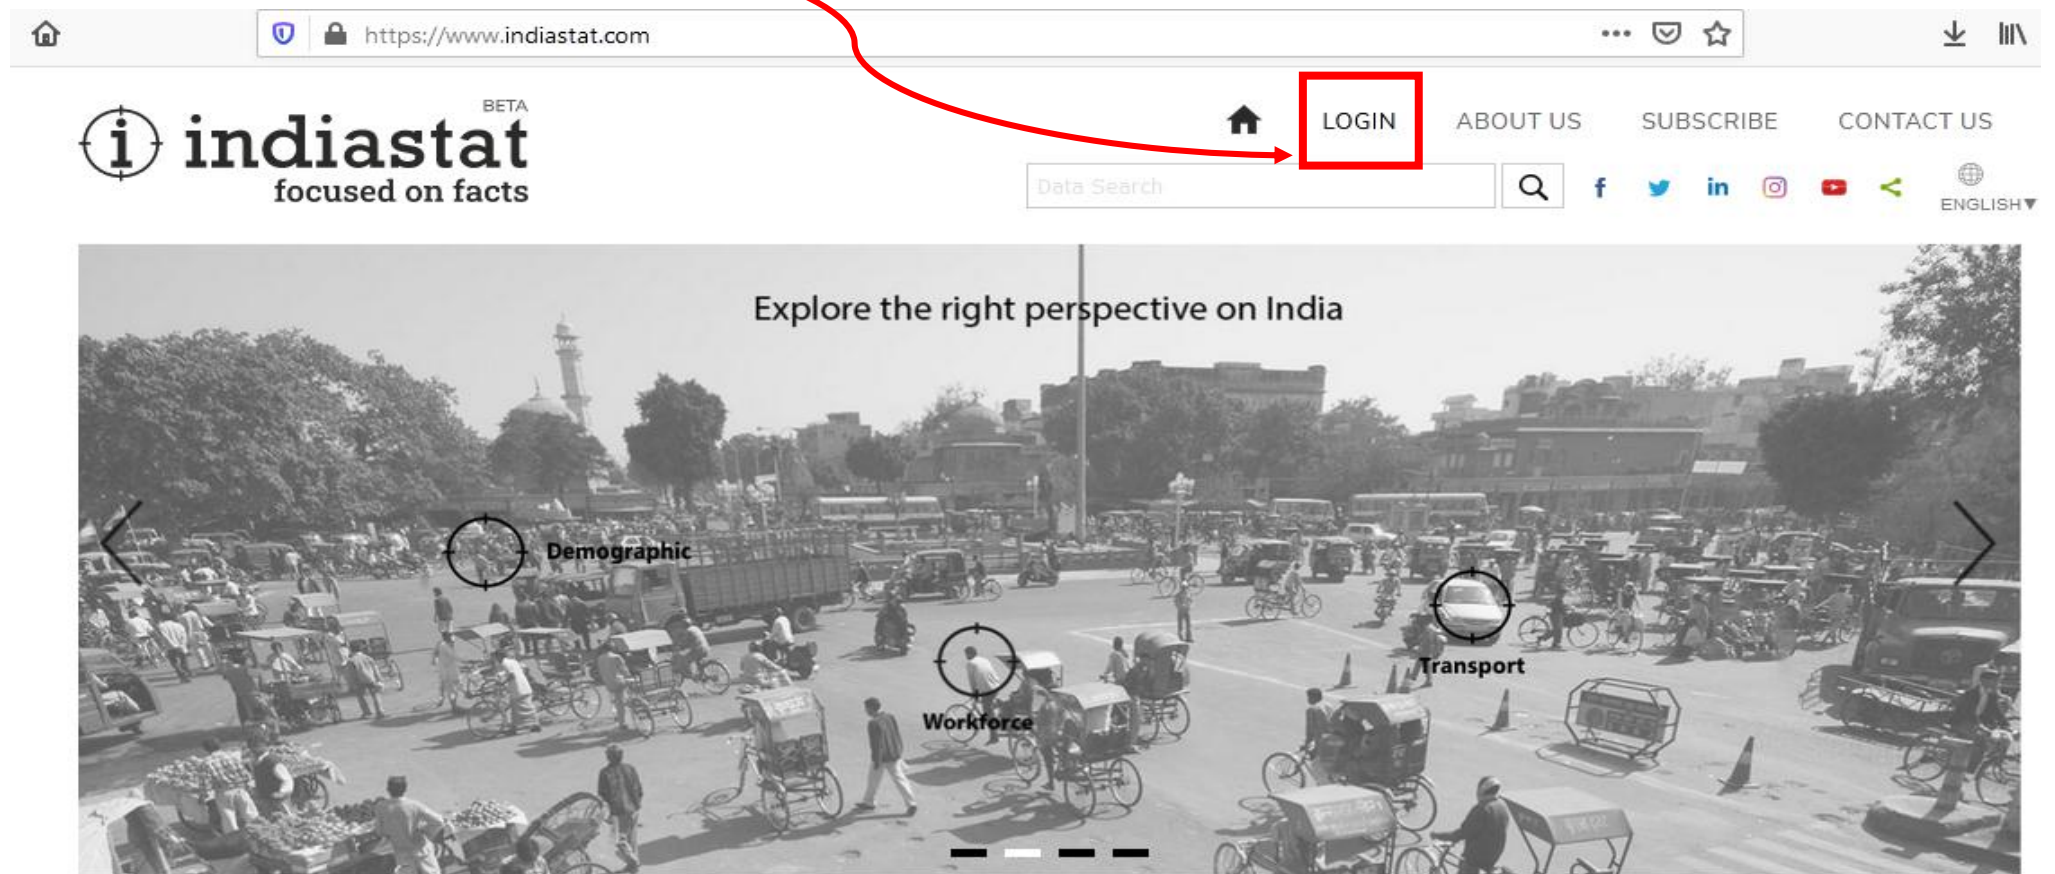 https://www.indiastat.com
BETA
indiastat
focused on facts
LOGIN
ABOUT US
SUBSCRIBE
CONTACT US
Data Search
ENGLISH▼
Explore the right perspective on India
Demographic
Transport
Workforce